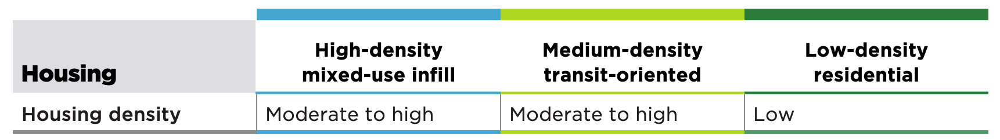 Housing
High-density
mixed-use infill
Medium-density
transit-oriented
Low-density
residential
Housing density
Moderate to high
Moderate to high
Low